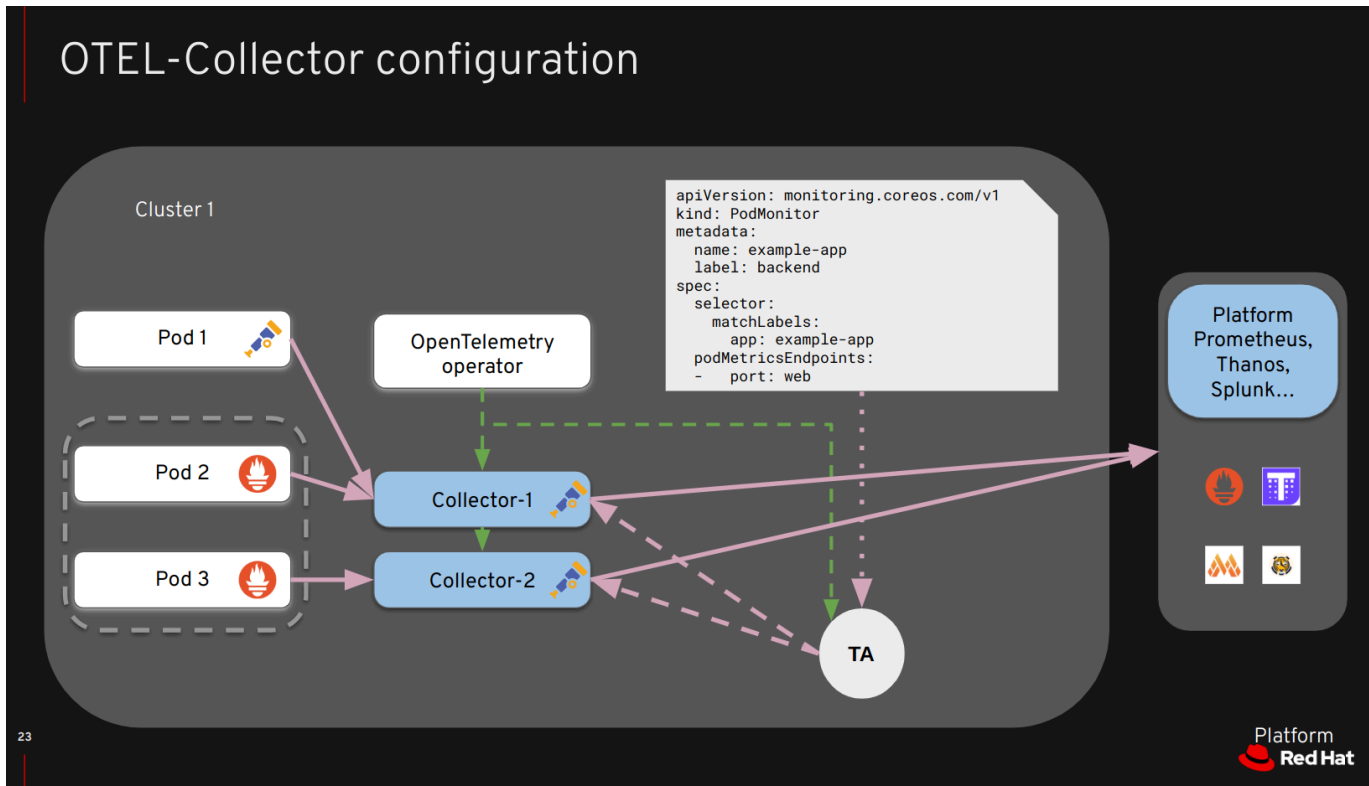 OTEL-Collector configuration
Cluster 1
apiVersion: monitoring.coreos.com/v1
kind: PodMonitor
metadata:
  name: example-app
  label: backend
spec:
  selector:
    matchLabels:
      app: example-app
  podMetricsEndpoints:
  -   port: web
Pod 1
OpenTelemetry
operator
Platform
Prometheus,
Thanos,
Splunk...
Pod 2
Collector-1
T
Pod 3
Collector-2
TA
23
Platform
Red Hat